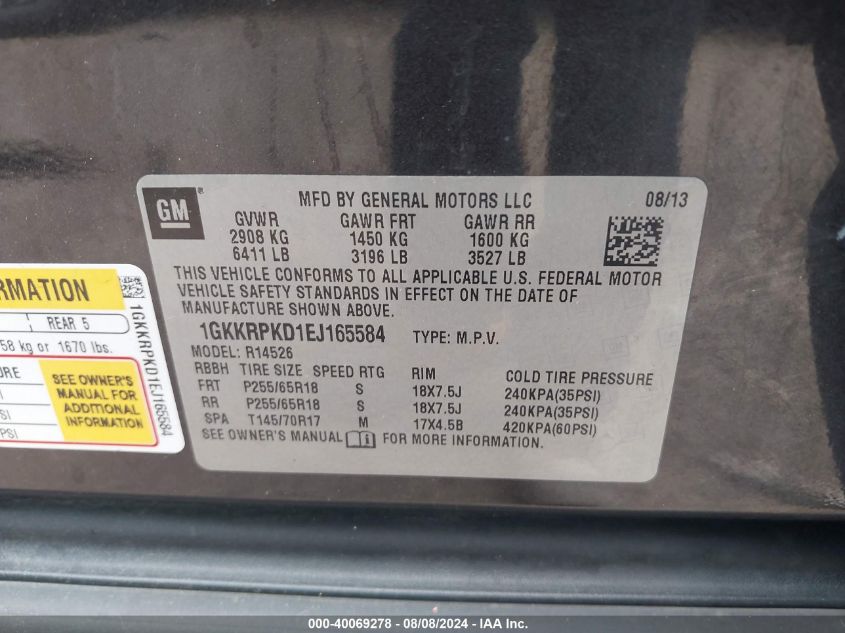 GM
MFD BY GENERAL MOTORS LLC 08/13
GVWR GAWR FRT GAWR RR
2908 KG 1450 KG 1600 KG
6411 LB 3196 LB 3527 LB
THIS VEHICLE CONFORMS TO ALL APPLICABLE U.S. FEDERAL MOTOR
VEHICLE SAFETY STANDARDS IN EFFECT ON THE DATE OF
MANUFACTURE SHOWN ABOVE.
1GKKRPKD1EJ165584 TYPE: M.P.V.
MODEL: R14526
RBBH TIRE SIZE SPEED RTG RIM COLD TIRE PRESSURE
FRT P255/65R18 S 18X7.5J 240KPA(35PSI)
RR P255/65R18 S 18X7.5J 240KPA(35PSI)
SPA T145/70R17 M 17X4.5B 420KPA(60PSI)
SEE OWNER'S MANUAL i FOR MORE INFORMATION.
RMATION
REAR 5
58 kg or 1670 lbs.
URE
SEE OWNER'S
MANUAL FOR
ADDITIONAL
INFORMATION
SI
SI
PSI
1GKKRPKD1EJ165584
000-40069278 - 08/08/2024 - IAA Inc.